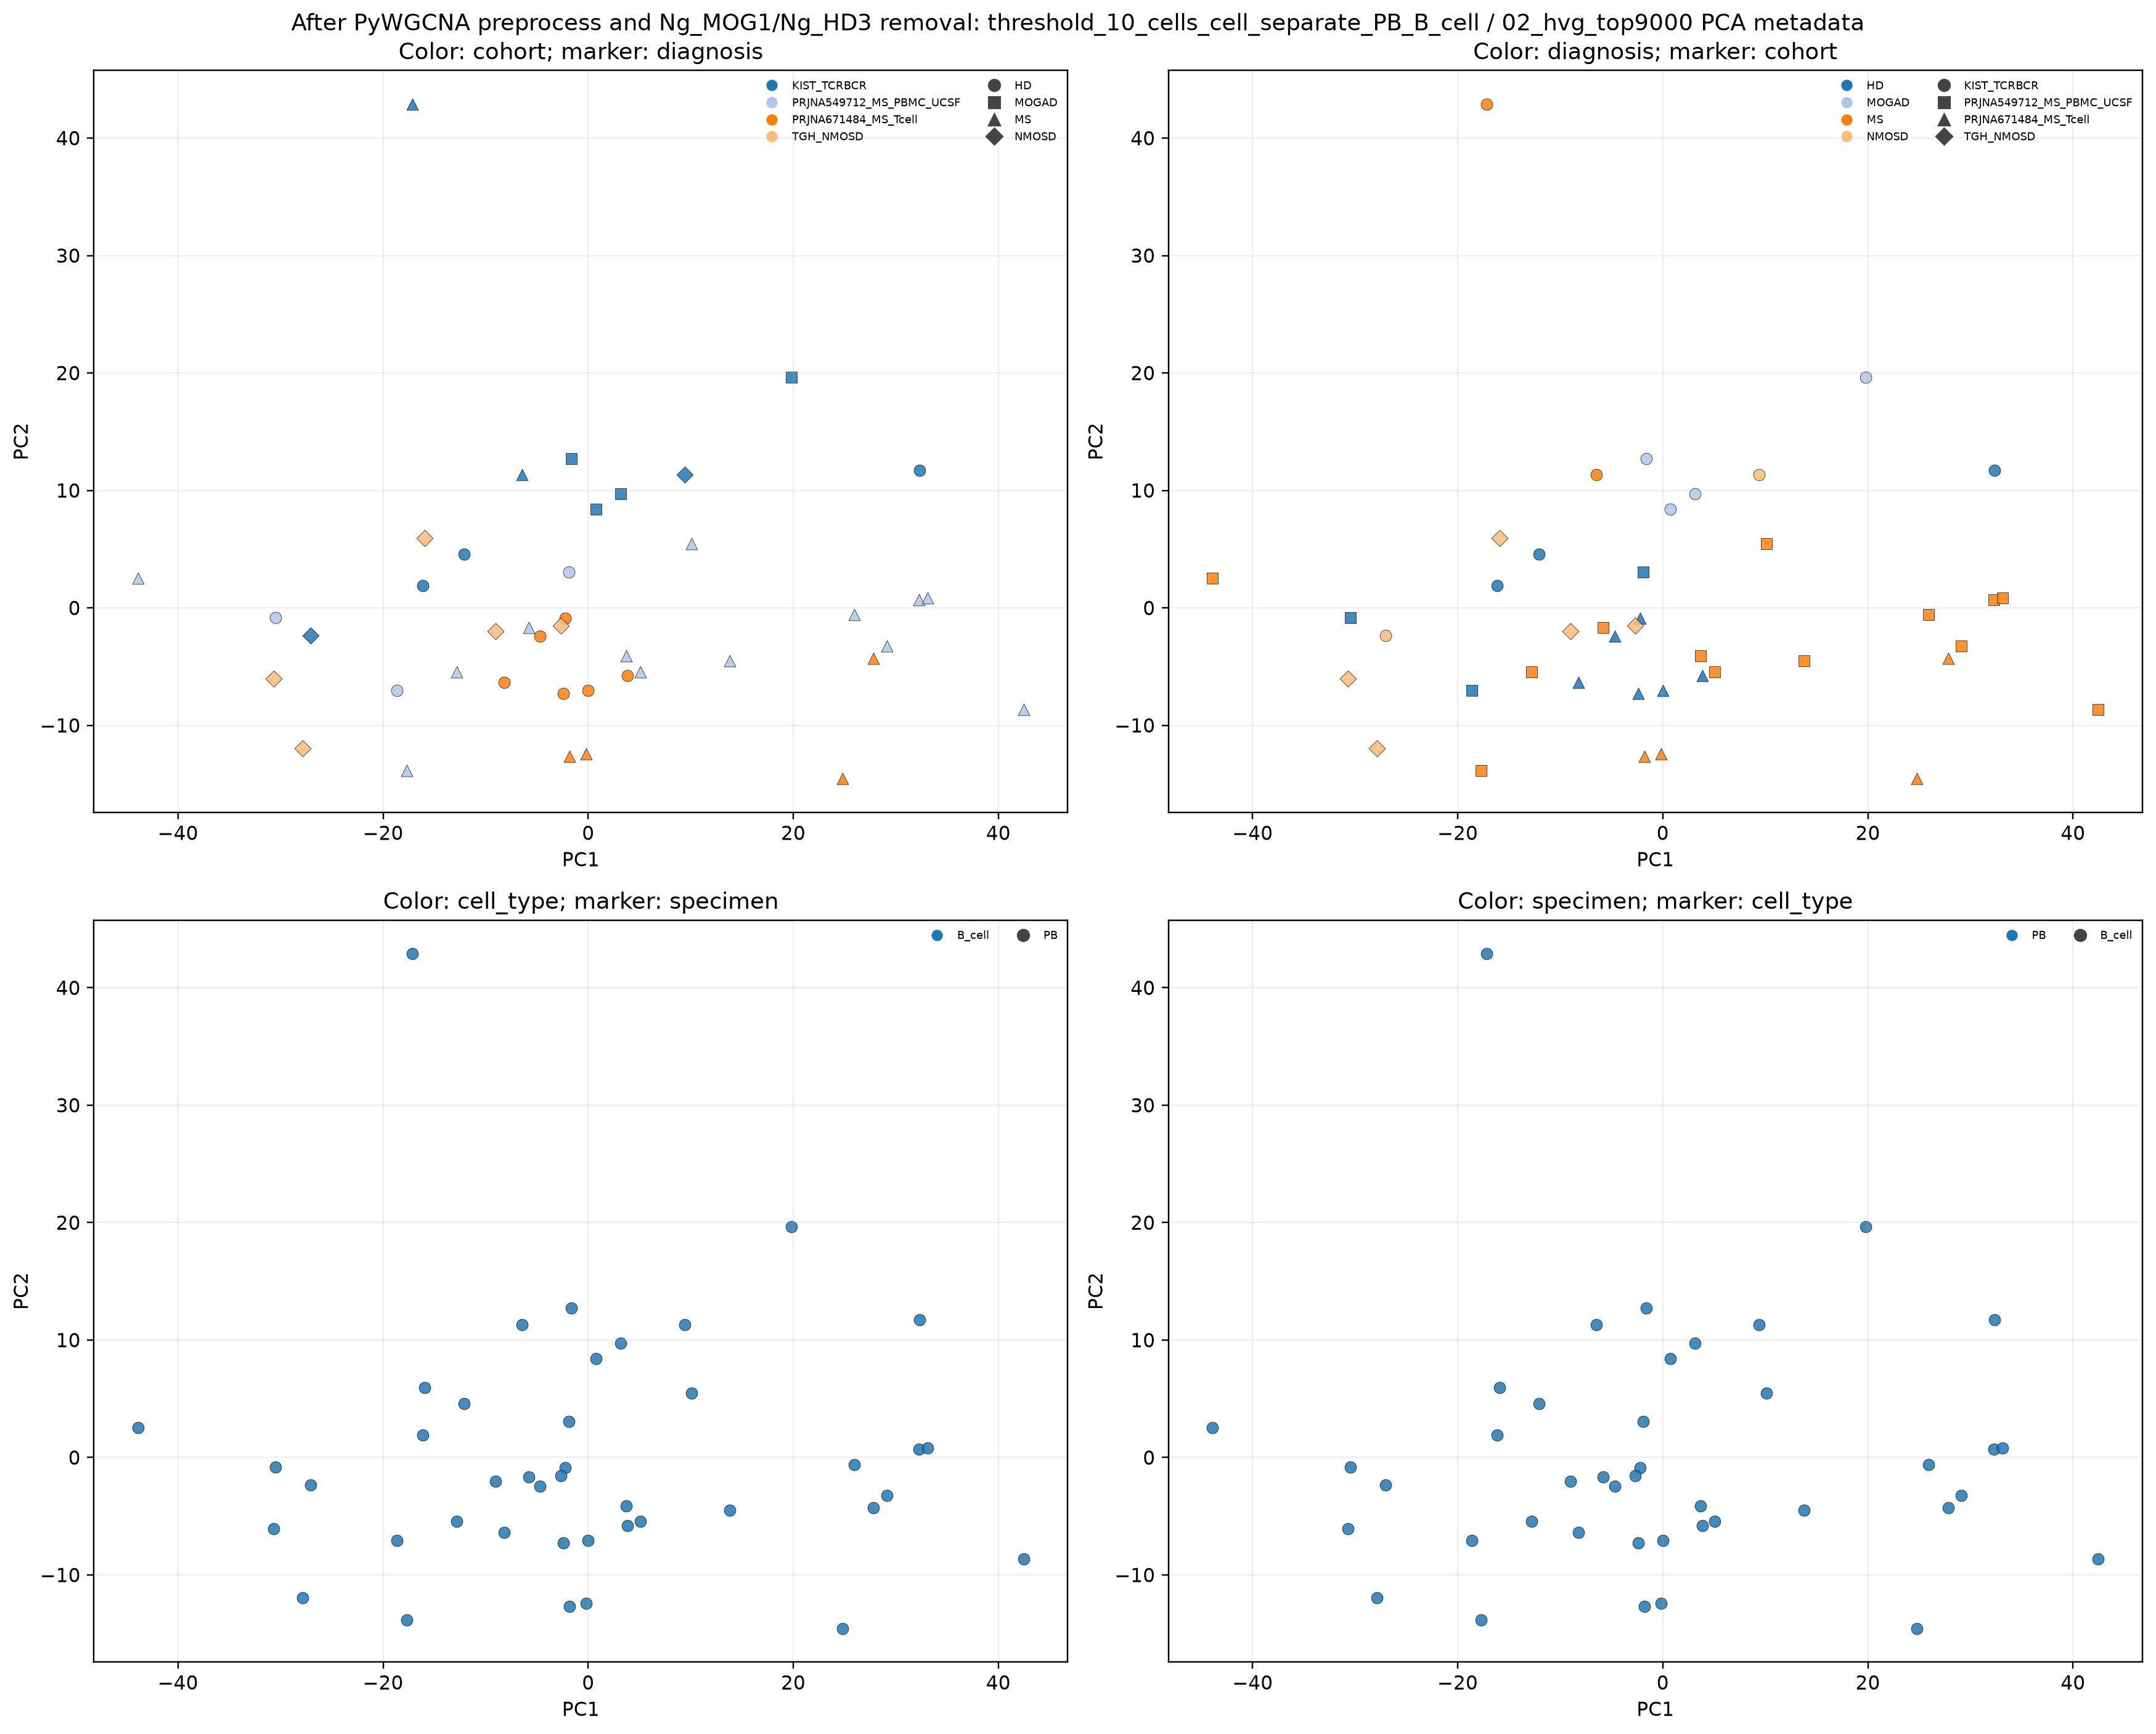 After PyWGCNA preprocess and Ng_MOG1/Ng_HD3 removal: threshold_10_cells_cell_separate_PB_B_cell / 02_hvg_top9000 PCA metadata
Color: cohort; marker: diagnosis
KIST_TCRBCR
PRJNA549712_MS_PBMC_UCSF
PRJNA671484_MS_Tcell
TGH_NMOSD
HD
MOGAD
MS
NMOSD
40
30
20
10
0
−10
PC2
−40
−20
0
20
40
PC1
Color: diagnosis; marker: cohort
HD
MOGAD
MS
NMOSD
KIST_TCRBCR
PRJNA549712_MS_PBMC_UCSF
PRJNA671484_MS_Tcell
TGH_NMOSD
40
30
20
10
0
−10
PC2
−40
−20
0
20
40
PC1
Color: cell_type; marker: specimen
B_cell
PB
40
30
20
10
0
−10
PC2
−40
−20
0
20
40
PC1
Color: specimen; marker: cell_type
PB
B_cell
40
30
20
10
0
−10
PC2
−40
−20
0
20
40
PC1